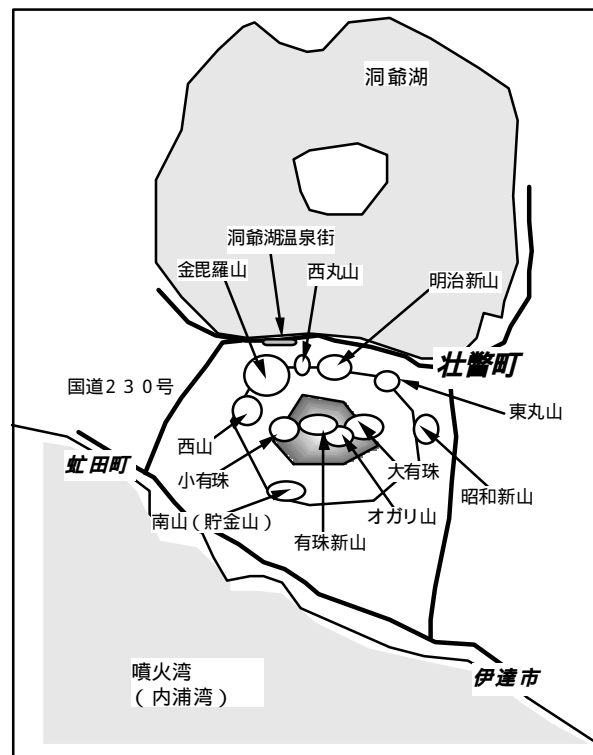 洞爺湖
洞爺湖温泉街
金毘羅山
西丸山
明治新山
壮瞥町
国道２３０号
東丸山
西山
虻田町
小有珠
大有珠
昭和新山
南山（貯金山）
オガリ山
有珠新山
噴火湾
（内浦湾）
伊達市